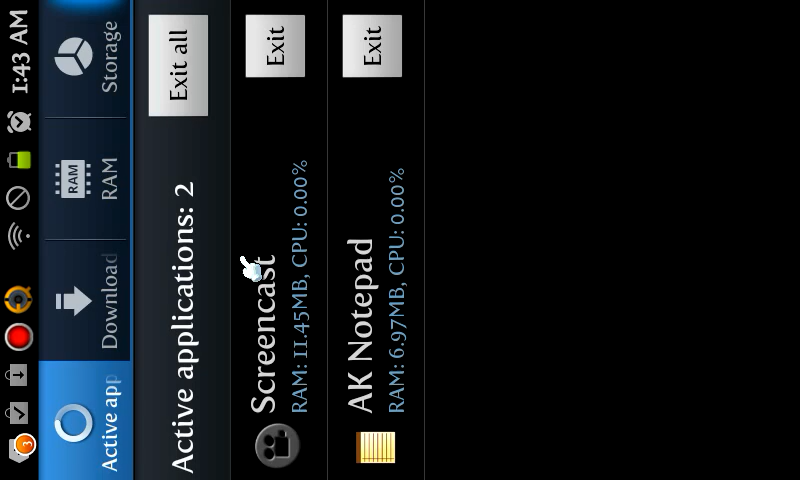 3
1:43 AM
Active app
Download
RAM
RAM
Storage
Active applications: 2
Exit all
Screencast
RAM: 11.45MB, CPU: 0.00%
Exit
AK Notepad
RAM: 6.97MB, CPU: 0.00%
Exit